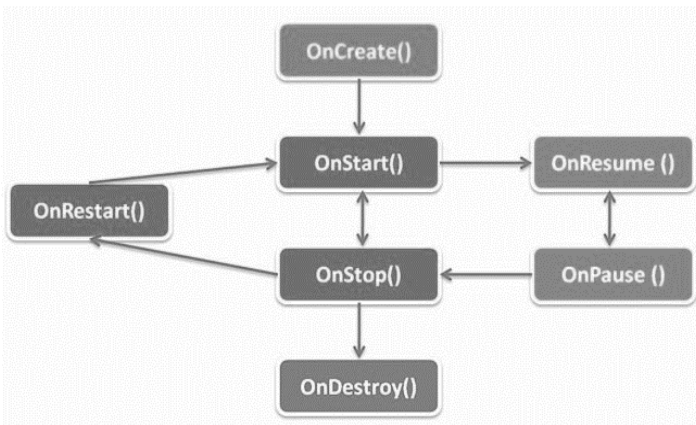 OnCreate()
OnStart()
OnResume ()
OnRestart()
OnStop()
OnPause ()
OnDestroy()